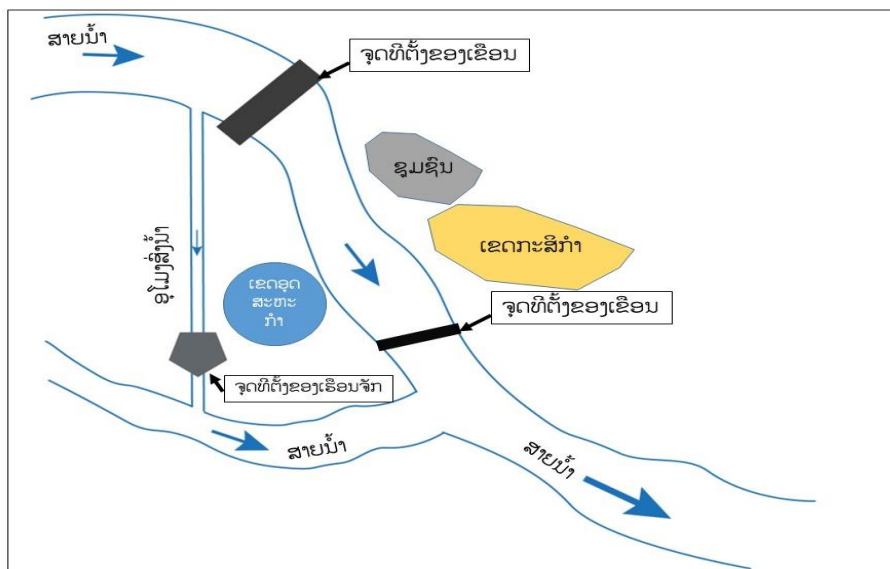 ສາຍນ້ຳ
ຈຸດທີ່ຕັ້ງຂອງເຂື່ອນ
ຊຸມຊົນ
ເຂດກະສິກຳ
ອຸໂມງສົ່ງນ້ຳ
ເຂດອຸດ
ສະຫະ
ກຳ
ຈຸດທີ່ຕັ້ງຂອງເຂື່ອນ
ຈຸດທີ່ຕັ້ງຂອງເຮືອນຈັກ
ສາຍນ້ຳ
ສາຍນ້ຳ